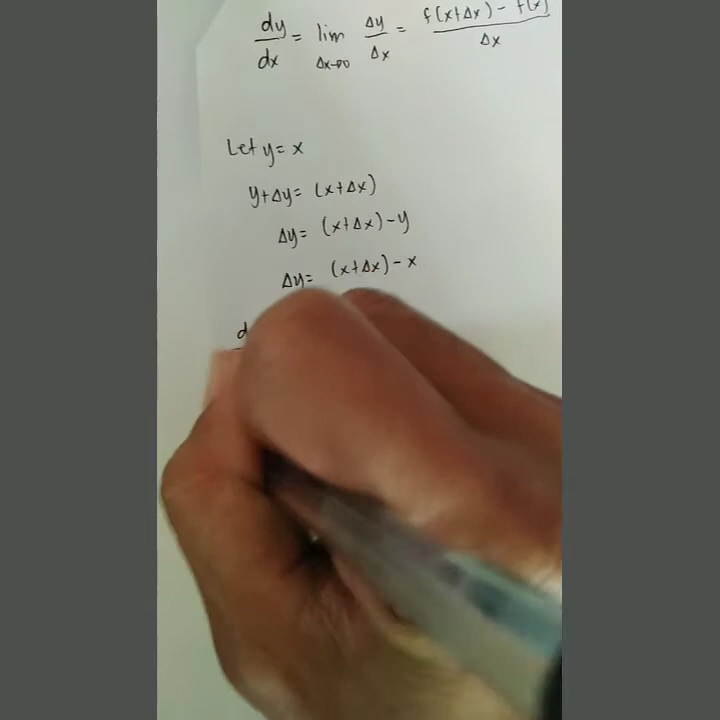 dy/dx = lim Δx→0 Δy/Δx = f(x+Δx) - f(x)/Δx
Let y = x
y+Δy = (x+Δx)
Δy = (x+Δx) - y
Δy = (x+Δx) - x
d